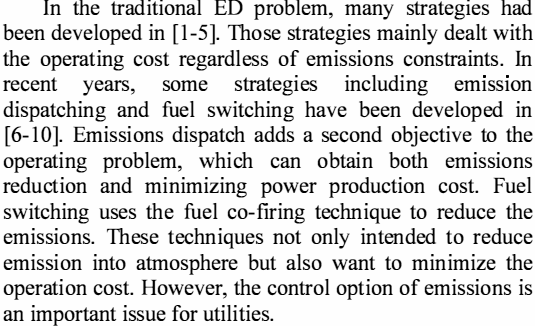 In the traditional ED problem, many strategies had
been developed in [1-5]. Those strategies mainly dealt with
the operating cost regardless of emissions constraints. In
recent years, some strategies including emission
dispatching and fuel switching have been developed in
[6-10]. Emissions dispatch adds a second objective to the
operating problem, which can obtain both emissions
reduction and minimizing power production cost. Fuel
switching uses the fuel co-firing technique to reduce the
emissions. These techniques not only intended to reduce
emission into atmosphere but also want to minimize the
operation cost. However, the control option of emissions is
an important issue for utilities.